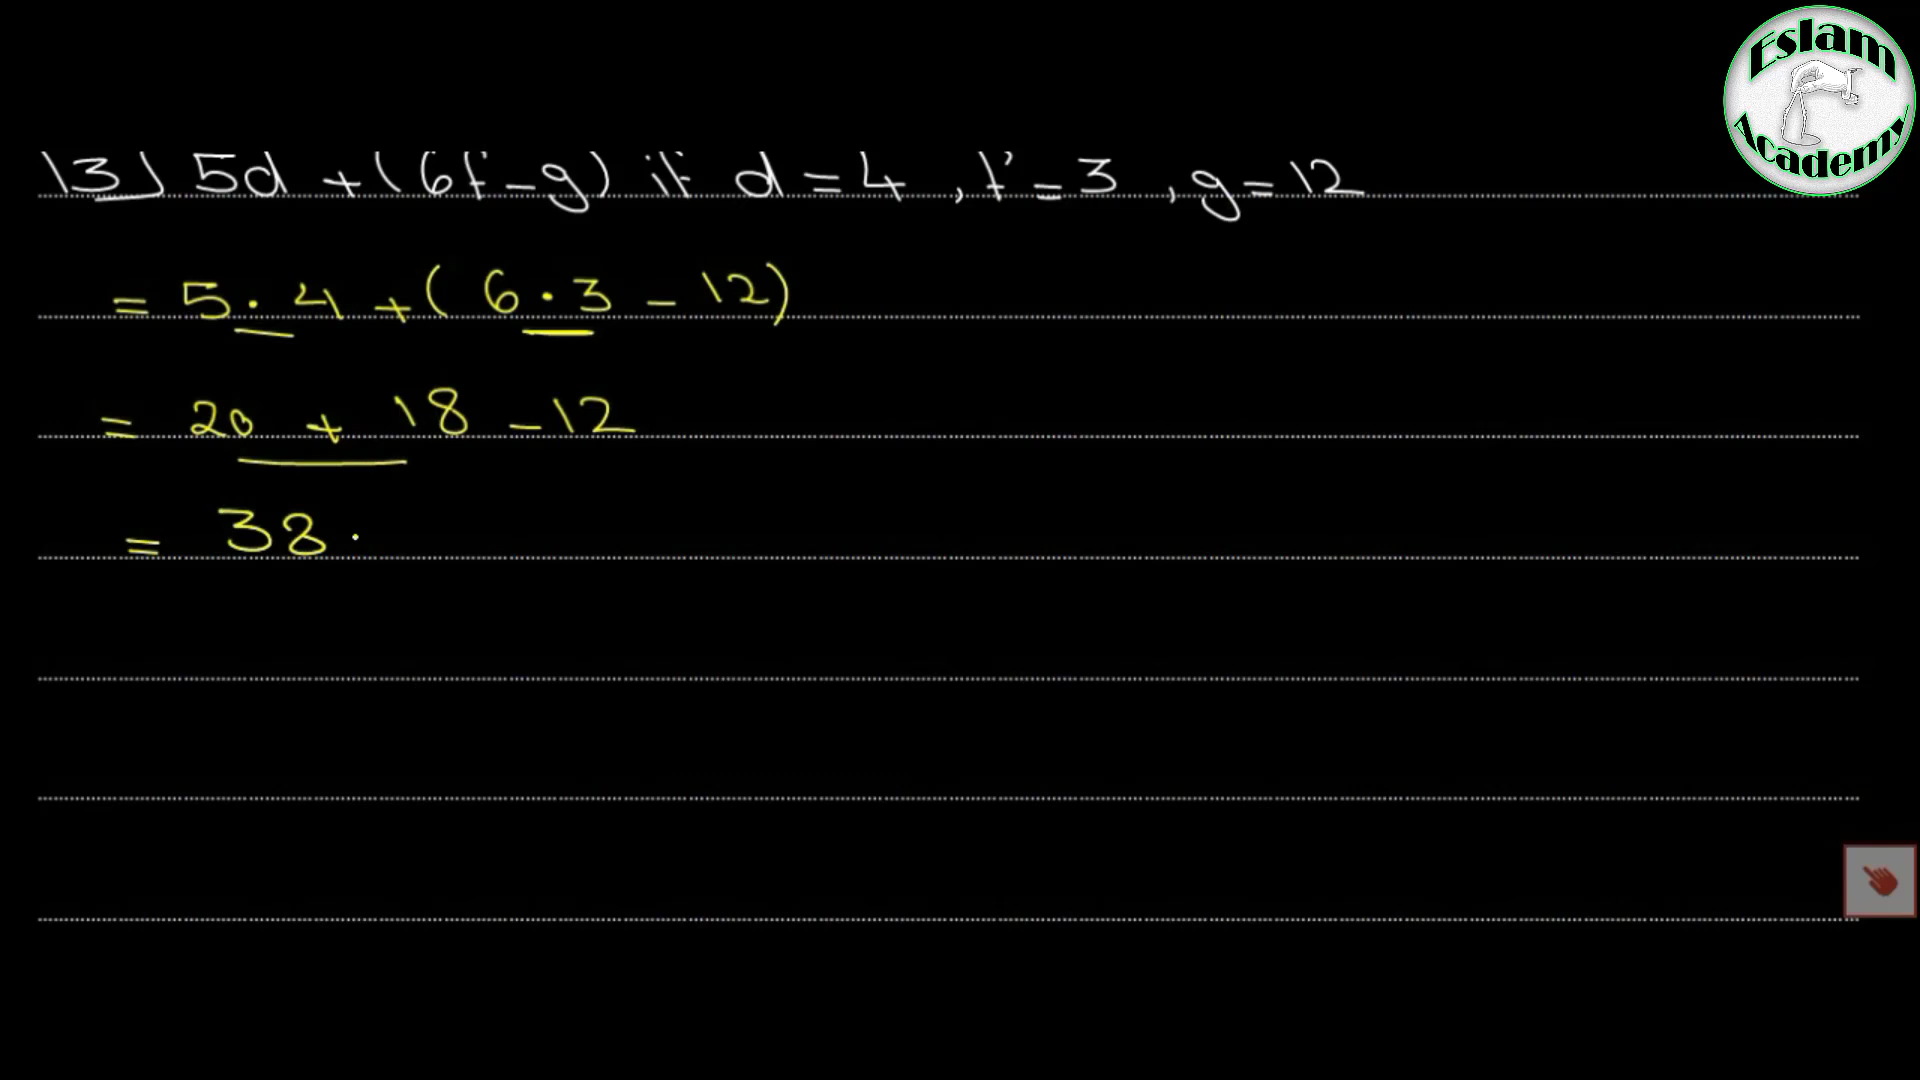 Eslam
Academy
13) 5d + (6f - g) if d = 4 , f = 3 , g = 12
= 5 · 4 + ( 6 · 3 - 12)
= 20 + 18 - 12
= 38 ·